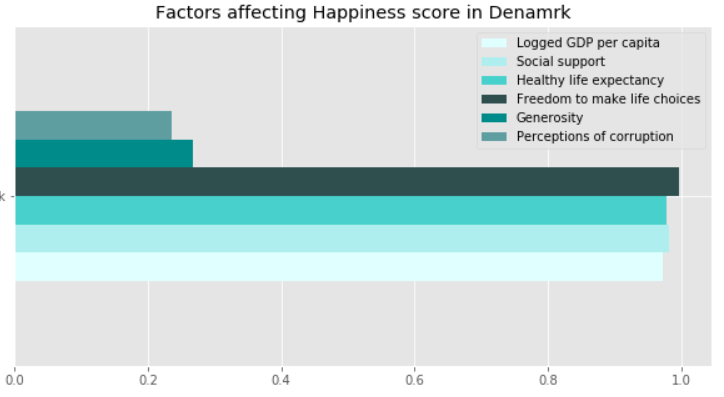 Factors affecting Happiness score in Denamrk
Logged GDP per capita
Social support
Healthy life expectancy
Freedom to make life choices
Generosity
Perceptions of corruption
k
0.0 0.2 0.4 0.6 0.8 1.0